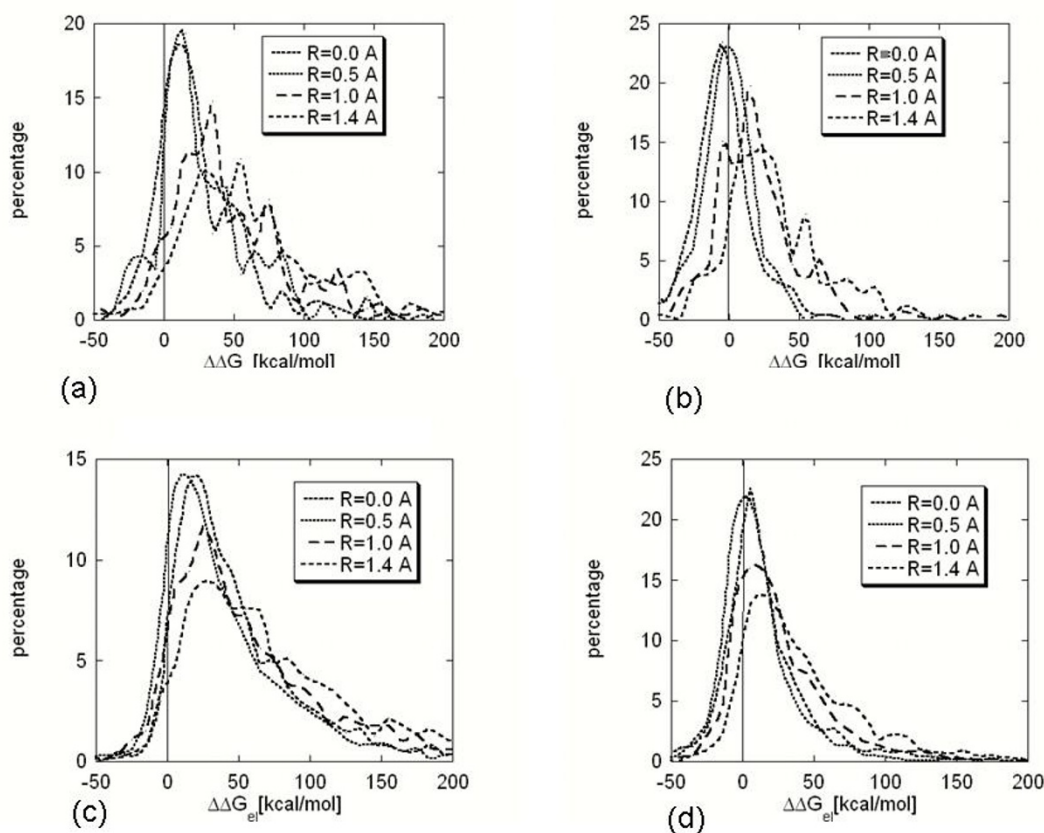 20
15
10
5
0
percentage
R=0.0 A
R=0.5 A
R=1.0 A
R=1.4 A
-50 0 50 100 150 200
ΔΔG [kcal/mol]
(a)
25
20
15
10
5
0
percentage
R=0.0 A
R=0.5 A
R=1.0 A
R=1.4 A
-50 0 50 100 150 200
ΔΔG [kcal/mol]
(b)
15
10
5
0
percentage
R=0.0 A
R=0.5 A
R=1.0 A
R=1.4 A
-50 0 50 100 150 200
ΔΔGel[kcal/mol]
(c)
25
20
15
10
5
0
percentage
R=0.0 A
R=0.5 A
R=1.0 A
R=1.4 A
-50 0 50 100 150 200
ΔΔGel[kcal/mol]
(d)